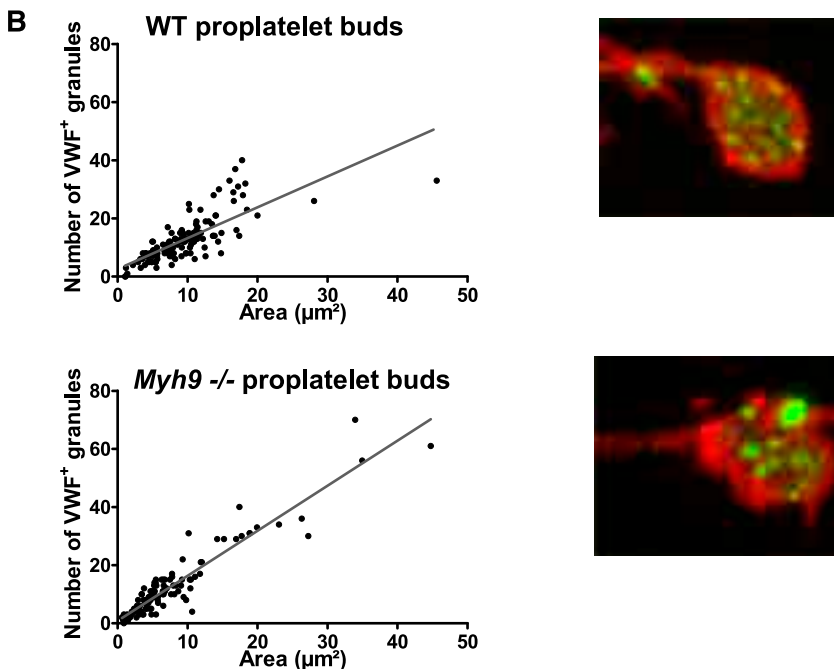 B
WT proplatelet buds
Number of VWF⁺ granules
80
60
40
20
0
0 10 20 30 40 50
Area (µm²)
Myh9 -/- proplatelet buds
Number of VWF⁺ granules
80
60
40
20
0
0 10 20 30 40 50
Area (µm²)